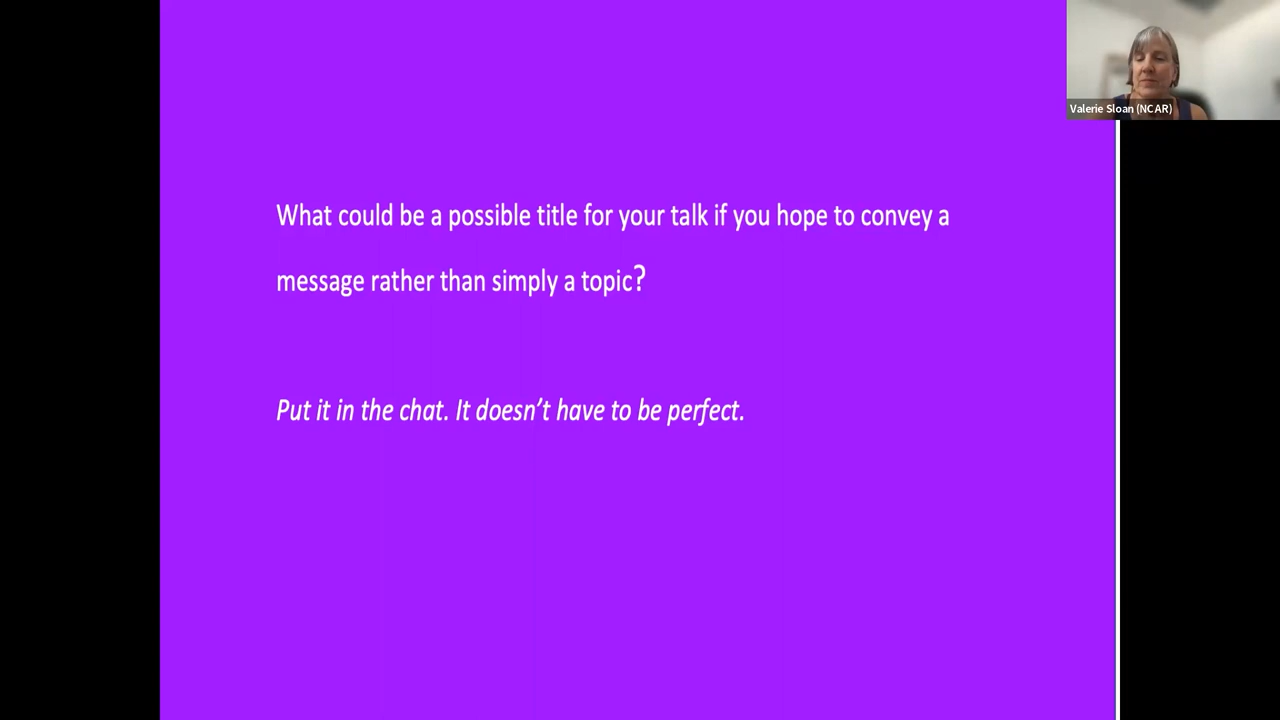 Valerie Sloan (NCAR)
What could be a possible title for your talk if you hope to convey a
message rather than simply a topic?
Put it in the chat. It doesn’t have to be perfect.